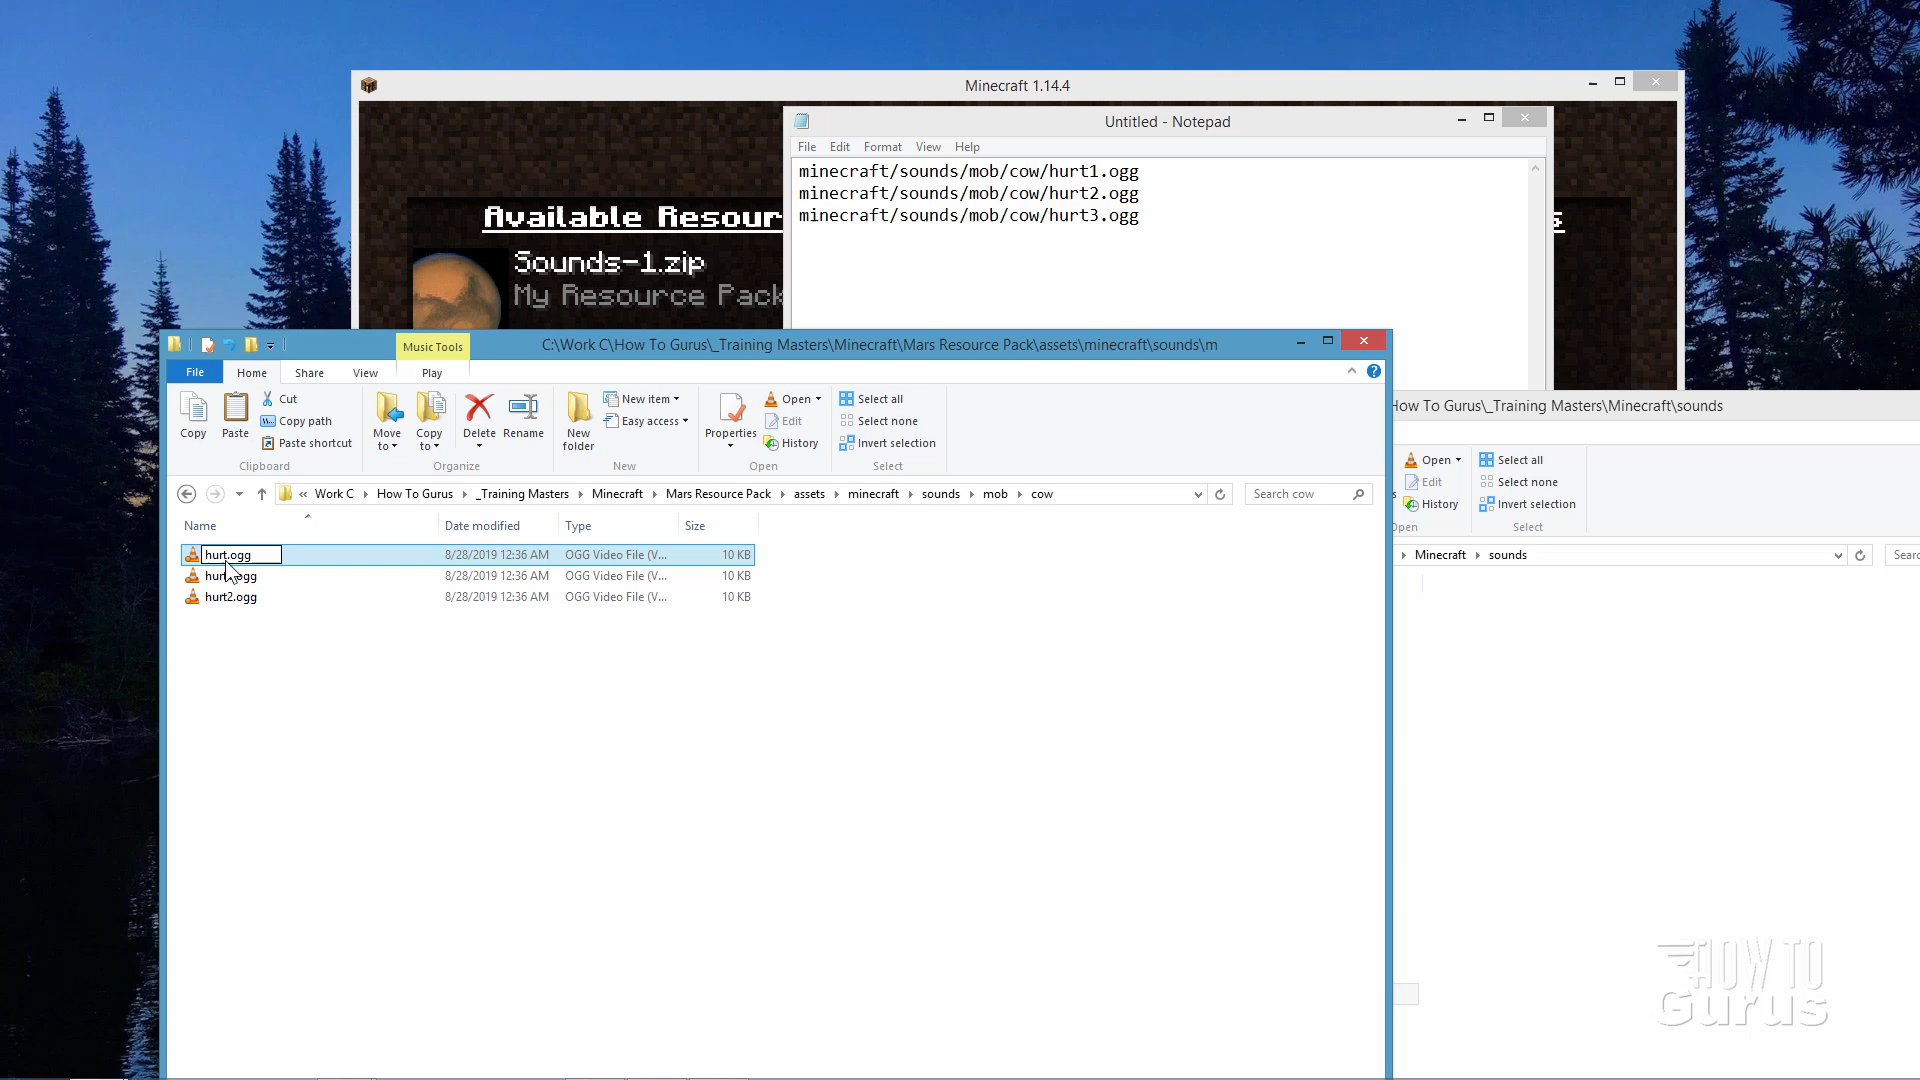 Minecraft 1.14.4
Untitled - Notepad
File Edit Format View Help
minecraft/sounds/mob/cow/hurt1.ogg
minecraft/sounds/mob/cow/hurt2.ogg
minecraft/sounds/mob/cow/hurt3.ogg
Available Resour
s
Sounds-1.zip
My Resource Pack
Music Tools
C:\Work C\How To Gurus\_Training Masters\Minecraft\Mars Resource Pack\assets\minecraft\sounds\m
File Home Share View Play
Copy
Paste
Cut
Copy path
Paste shortcut
Clipboard
Move to
Copy to
Delete
Rename
Organize
New folder
New item
Easy access
New
Properties
Open
Edit
History
Open
Select all
Select none
Invert selection
Select
« Work C How To Gurus _Training Masters Minecraft Mars Resource Pack assets minecraft sounds mob cow
Search cow
Name Date modified Type Size
hurt.ogg 8/28/2019 12:36 AM OGG Video File (V... 10 KB
8/28/2019 12:36 AM OGG Video File (V... 10 KB
hurt2.ogg 8/28/2019 12:36 AM OGG Video File (V... 10 KB
How To Gurus\_Training Masters\Minecraft\sounds
Open
Edit
History
Select all
Select none
Invert selection
Select
Minecraft sounds
HOW TO
Gurus